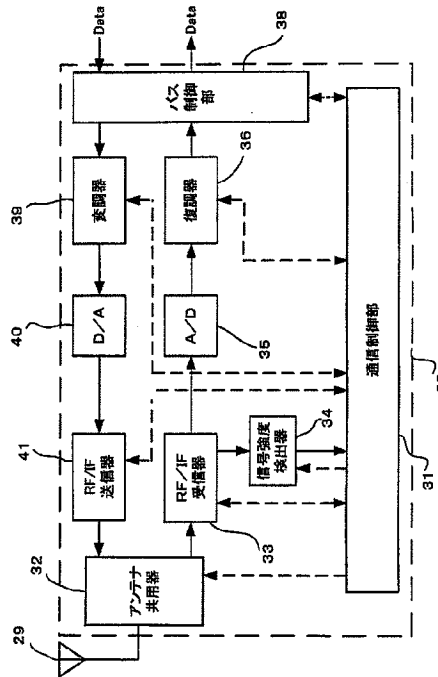 29
32
アンテナ
共用器
41
RF/IF
送信器
40
D/A
39
変調器
Data
Data
バス制御
部
38
33
RF/IF
受信器
34
信号強度
検出器
35
A/D
36
復調器
31
通信制御部